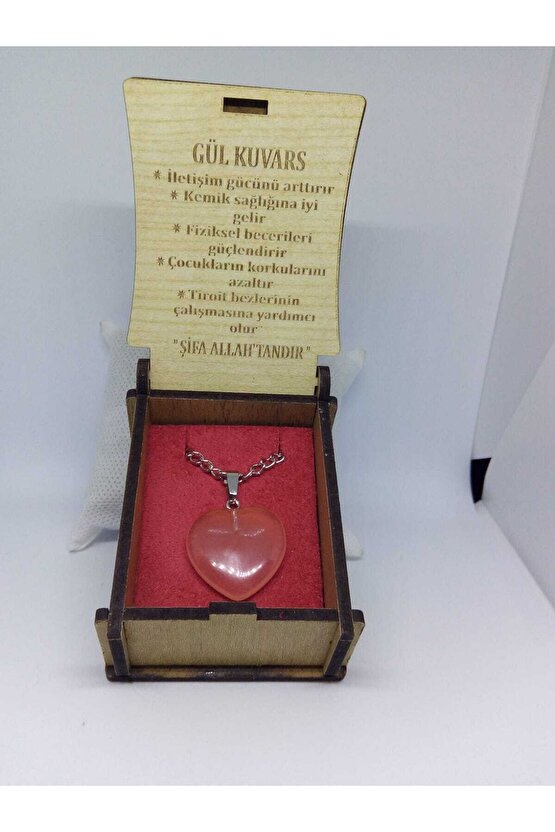 GÜL KUVARS
* İletişim gücünü arttırır
* Kemik sağlığına iyi
gelir
* Fiziksel becerileri
güçlendirir
* Çocukların korkularını
azaltır
* Tiroit bezlerinin
çalışmasına yardımcı
olur
"ŞİFA ALLAH'TANDIR"